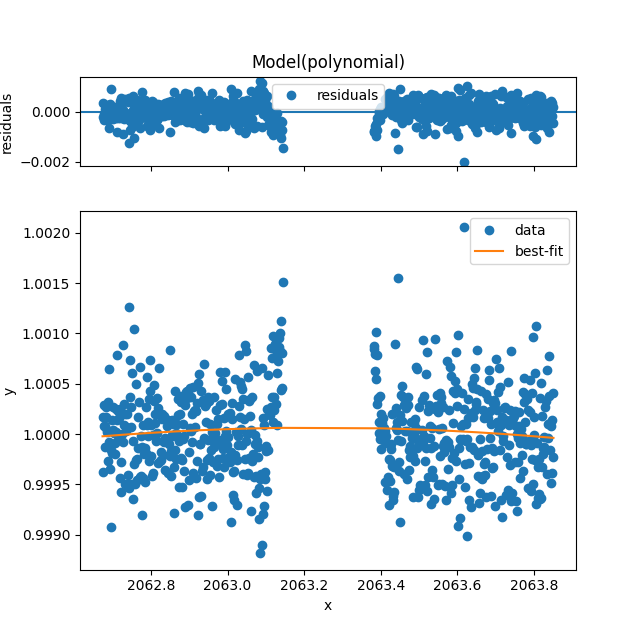 Model(polynomial)
residuals
0.000
−0.002
residuals
1.0020
1.0015
1.0010
1.0005
1.0000
0.9995
0.9990
y
data
best-fit
2062.8 2063.0 2063.2 2063.4 2063.6 2063.8
x